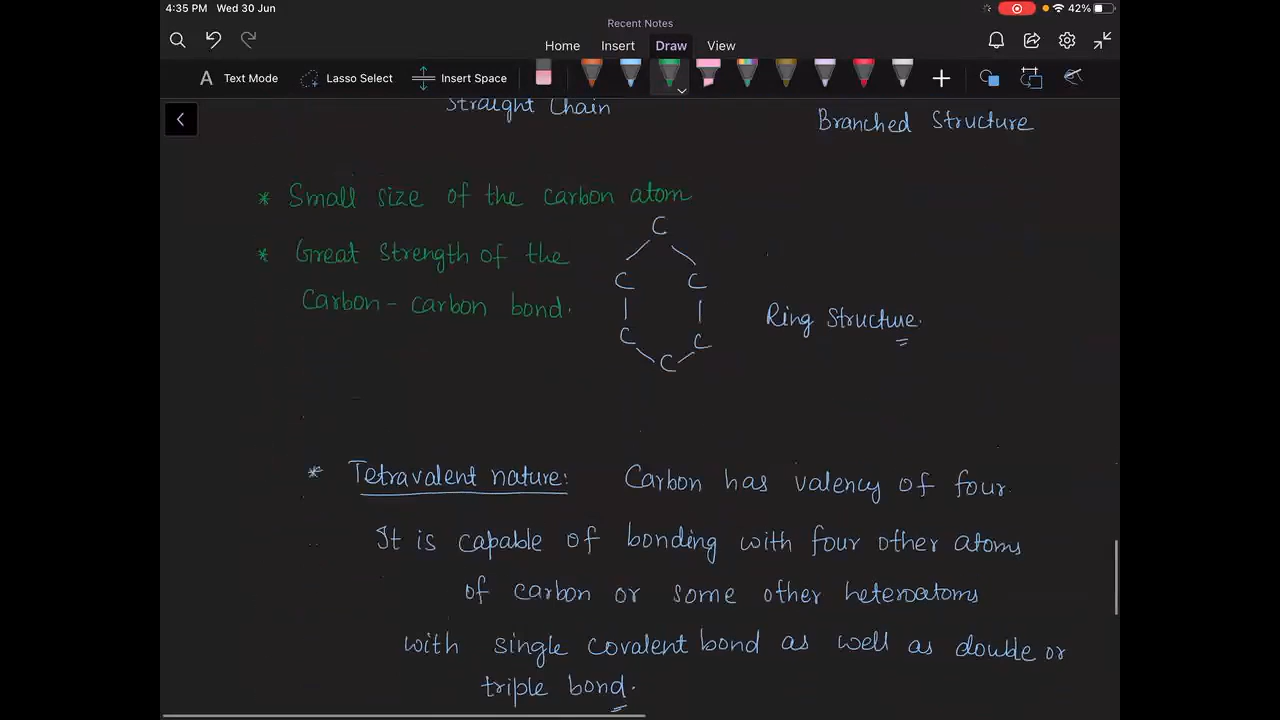 4:35 PM Wed 30 Jun
42%
Recent Notes
Home Insert Draw View
A Text Mode Lasso Select Insert Space
Straight Chain
Branched Structure
* Small size of the carbon atom
* Great strength of the
Carbon - carbon bond.
C
C C
C C
C
Ring Structure.
* Tetravalent nature: Carbon has valency of four.
It is capable of bonding with four other atoms
of carbon or some other heteroatoms
with single covalent bond as well as double or
triple bond.